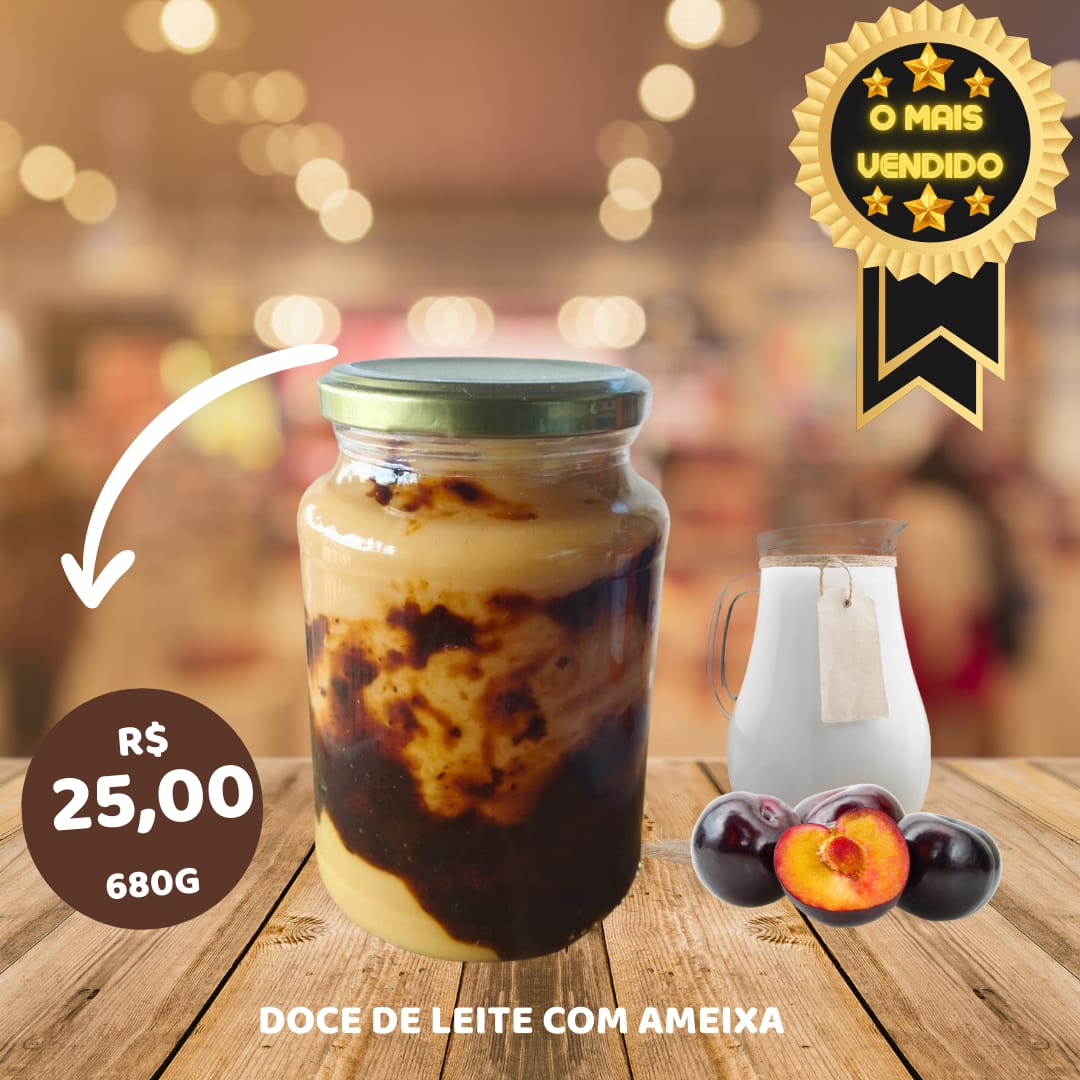 O MAIS
VENDIDO
R$
25,00
680G
DOCE DE LEITE COM AMEIXA